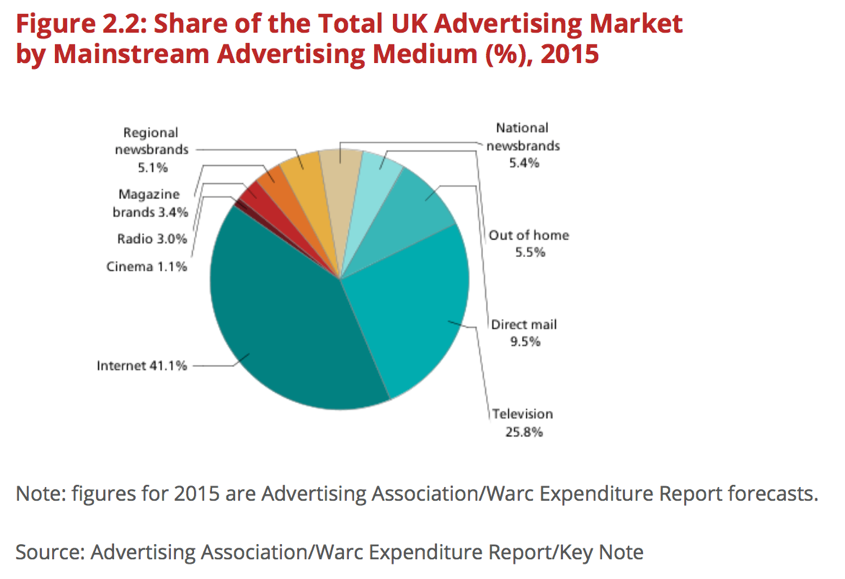 Figure 2.2: Share of the Total UK Advertising Market
by Mainstream Advertising Medium (%), 2015
Regional
newsbrands
5.1%
Magazine
brands 3.4%
Radio 3.0%
Cinema 1.1%
Internet 41.1%
National
newsbrands
5.4%
Out of home
5.5%
Direct mail
9.5%
Television
25.8%
Note: figures for 2015 are Advertising Association/Warc Expenditure Report forecasts.
Source: Advertising Association/Warc Expenditure Report/Key Note